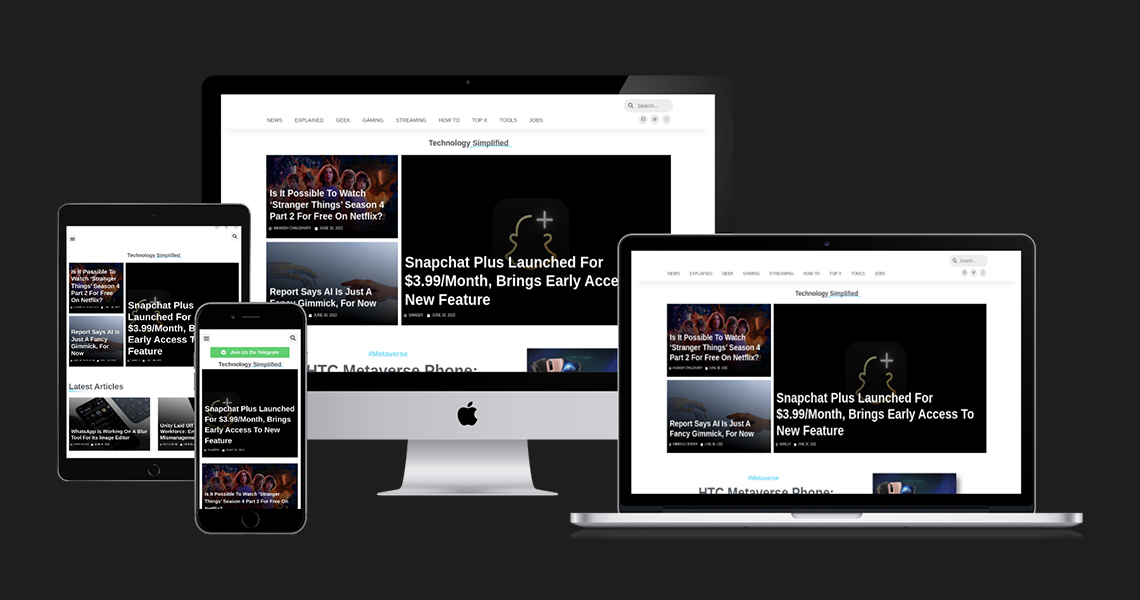 Search...
NEWS EXPLAINED GEEK GAMING STREAMING HOW TO TOP X TOOLS JOBS
Technology Simplified
Is It Possible To Watch
‘Stranger Things’ Season 4
Part 2 For Free On Netflix?
ABHISHEK CHAUDHARY JUNE 30, 2022
Report Says AI Is Just A
Fancy Gimmick, For Now
JUNE 30, 2022
Snapchat Plus Launched For
$3.99/Month, Brings Early Acce
New Feature
SAMEER JUNE 30, 2022
#Metaverse
HTC Metaverse Phone:
Technology Simplified
Is It Possible To
Watch ‘Stranger
Things’ Season 4
Part 2 For Free
On Netflix?
Report Says AI Is
Just A Fancy
Gimmick, For
Now
Snapchat Plus
Launched For
$3.99/Month, B
Early Access T
Feature
Latest Articles
WhatsApp Is Working On A Blue
Tool For Its Image Editor
Unity Laid Off
Workforce: Em
Mismanageme
Join Us On Telegram
Technology Simplified
Snapchat Plus Launched
For $3.99/Month, Brings
Early Access To New
Feature
Is It Possible To Watch ‘Stranger
Things’ Season 4 Part 2 For Free On
Netflix?
Search...
NEWS EXPLAINED GEEK GAMING STREAMING HOW TO TOP X TOOLS JOBS
Technology Simplified
Is It Possible To Watch
‘Stranger Things’ Season 4
Part 2 For Free On Netflix?
JUNE 30, 2022
Report Says AI Is Just A
Fancy Gimmick, For Now
JUNE 30, 2022
Snapchat Plus Launched For
$3.99/Month, Brings Early Access To
New Feature
SAMEER JUNE 30, 2022
#Metaverse
HTC Metaverse Phone: